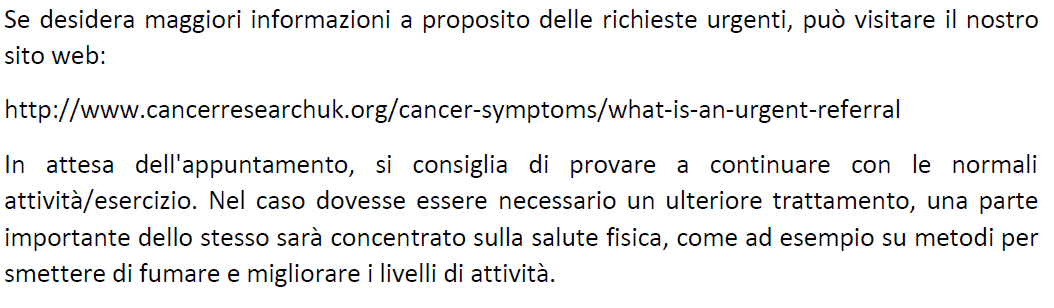 Se desidera maggiori informazioni a proposito delle richieste urgenti, può visitare il nostro
sito web:
http://www.cancerresearchuk.org/cancer-symptoms/what-is-an-urgent-referral
In attesa dell'appuntamento, si consiglia di provare a continuare con le normali
attività/esercizio. Nel caso dovesse essere necessario un ulteriore trattamento, una parte
importante dello stesso sarà concentrato sulla salute fisica, come ad esempio su metodi per
smettere di fumare e migliorare i livelli di attività.